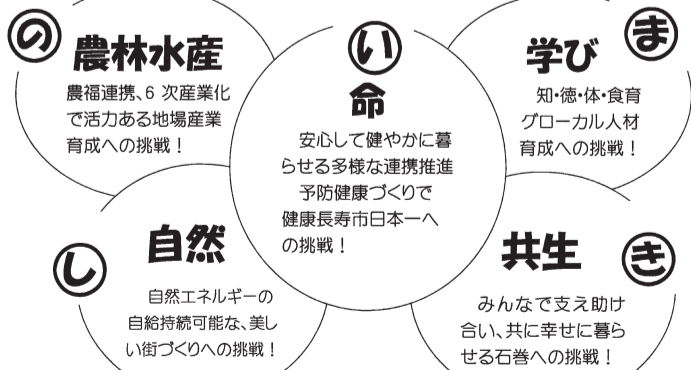 の
農林水産
農福連携、6 次産業化
で活力ある地場産業
育成への挑戦！
い
命
安心して健やかに暮
らせる多様な連携推進
予防健康づくりで
健康長寿市日本一へ
の挑戦！
ま
学び
知・徳・体・食育
グローカル人材
育成への挑戦！
し
自然
自然エネルギーの
自給持続可能な、美し
い街づくりへの挑戦！
き
共生
みんなで支え助け
合い、共に幸せに暮ら
せる石巻への挑戦！